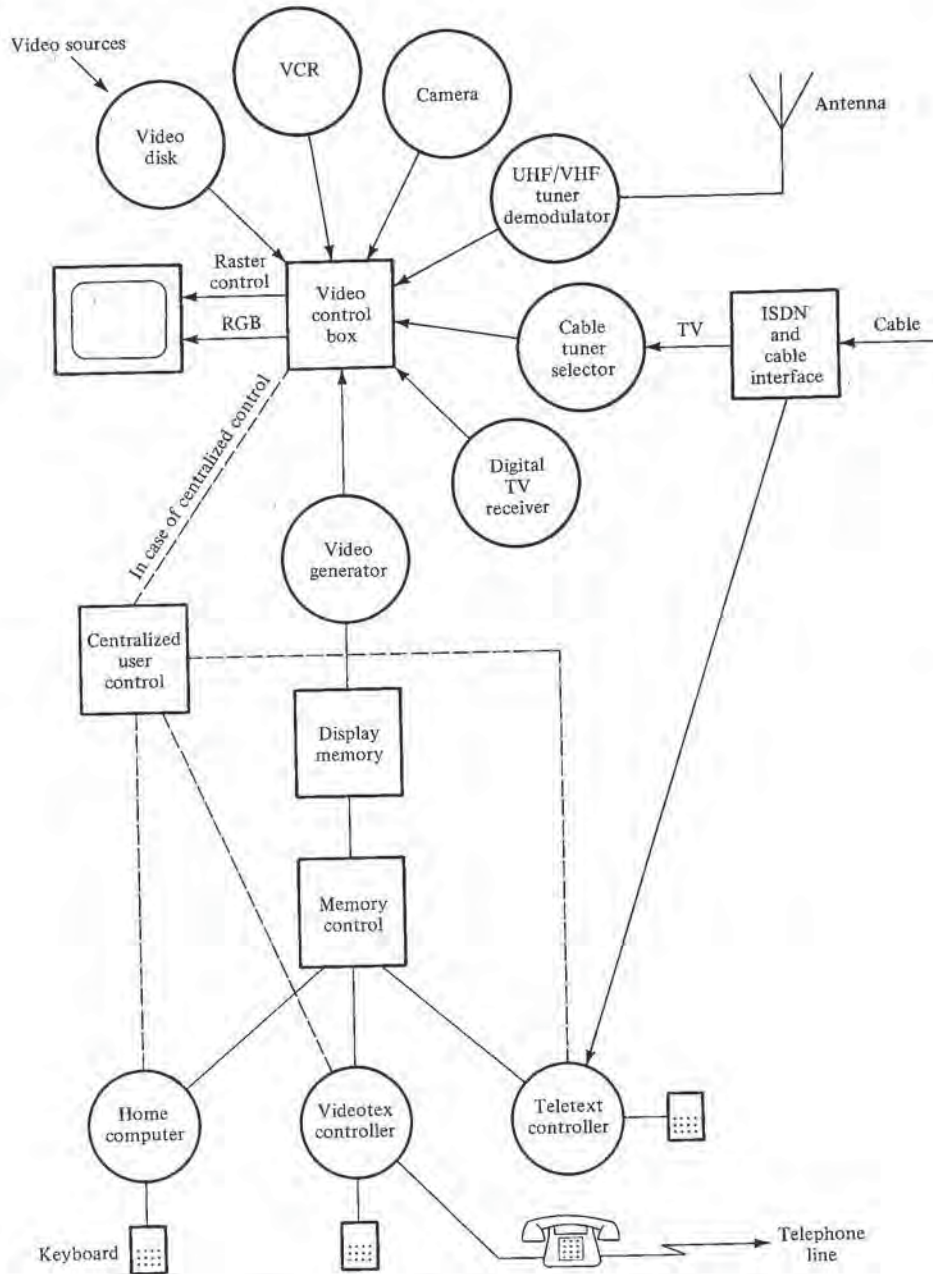 Video sources
VCR
Camera
Video
disk
Antenna
UHF/VHF
tuner
demodulator
Raster
control
RGB
Video
control
box
Cable
tuner
selector
TV
ISDN
and
cable
interface
Cable
Digital
TV
receiver
In case of centralized control
Video
generator
Centralized
user
control
Display
memory
Memory
control
Home
computer
Videotex
controller
Teletext
controller
Keyboard
Telephone
line